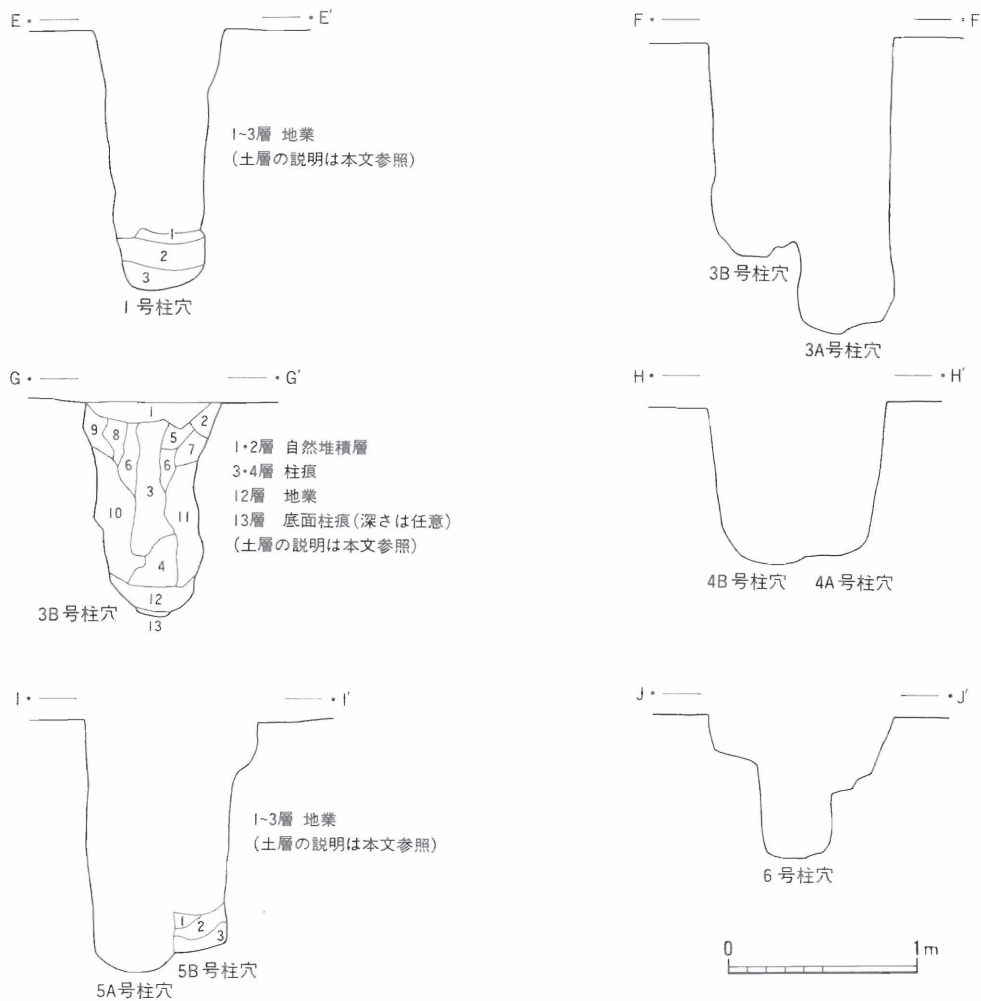 E • — — • E'
1~3層 地業
(土層の説明は本文参照)
1
2
3
1号柱穴
F • — — • F
3B号柱穴
3A号柱穴
G • — — • G'
1
2
9
8
5
7
6
6
3
10
11
4
12
13
3B号柱穴
1・2層 自然堆積層
3・4層 柱痕
12層 地業
13層 底面柱痕(深さは任意)
(土層の説明は本文参照)
H • — — • H'
4B号柱穴 4A号柱穴
I • — — • I'
1~3層 地業
(土層の説明は本文参照)
1
2
3
5B号柱穴
5A号柱穴
J • — — • J'
6号柱穴
0 1m